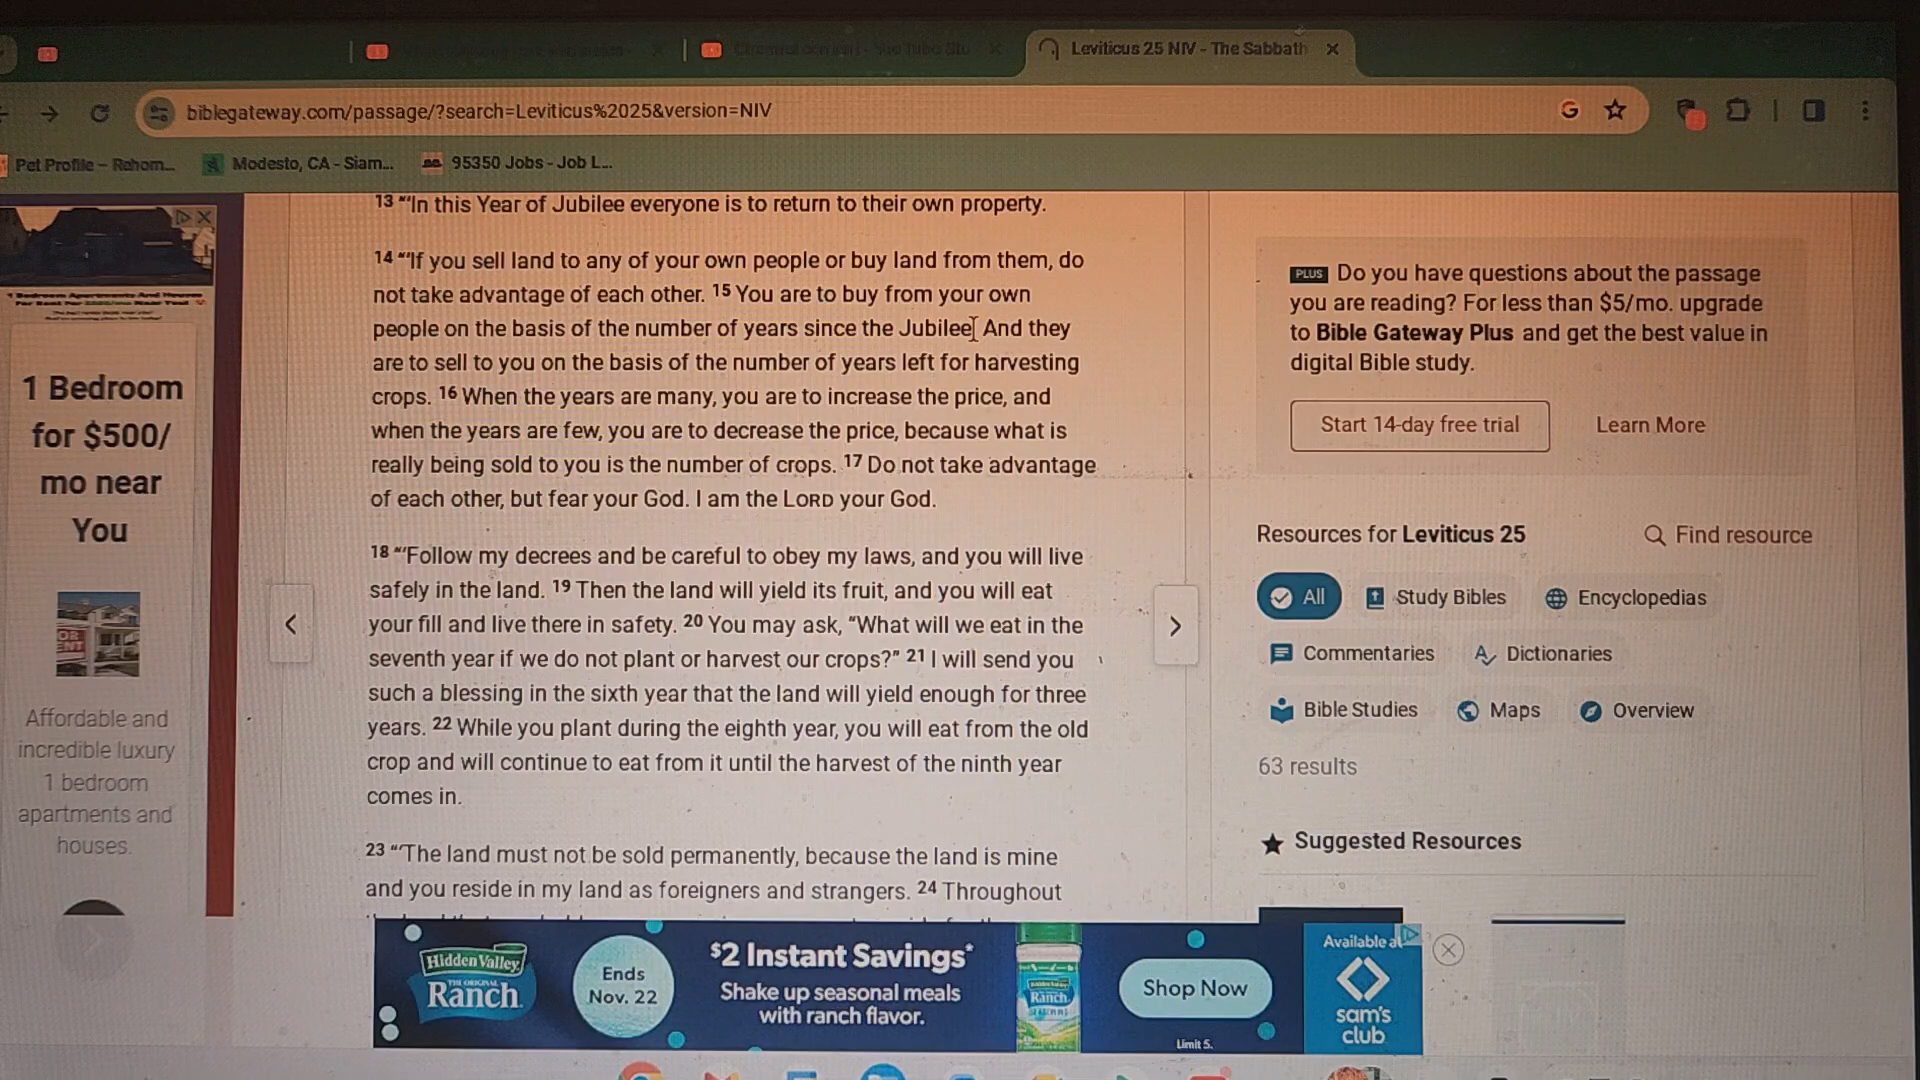 Leviticus 25 NIV - The Sabbath
biblegateway.com/passage/?search=Leviticus%2025&version=NIV
Pet Profile – Rehom...
Modesto, CA - Siam...
95350 Jobs - Job L...
13 “‘In this Year of Jubilee everyone is to return to their own property.
14 “‘If you sell land to any of your own people or buy land from them, do
not take advantage of each other. 15 You are to buy from your own
people on the basis of the number of years since the Jubilee. And they
are to sell to you on the basis of the number of years left for harvesting
crops. 16 When the years are many, you are to increase the price, and
when the years are few, you are to decrease the price, because what is
really being sold to you is the number of crops. 17 Do not take advantage
of each other, but fear your God. I am the LORD your God.
18 “‘Follow my decrees and be careful to obey my laws, and you will live
safely in the land. 19 Then the land will yield its fruit, and you will eat
your fill and live there in safety. 20 You may ask, “What will we eat in the
seventh year if we do not plant or harvest our crops?” 21 I will send you
such a blessing in the sixth year that the land will yield enough for three
years. 22 While you plant during the eighth year, you will eat from the old
crop and will continue to eat from it until the harvest of the ninth year
comes in.
23 “‘The land must not be sold permanently, because the land is mine
and you reside in my land as foreigners and strangers. 24 Throughout
1 Bedroom
for $500/
mo near
You
Affordable and
incredible luxury
1 bedroom
apartments and
houses.
PLUS Do you have questions about the passage
you are reading? For less than $5/mo. upgrade
to Bible Gateway Plus and get the best value in
digital Bible study.
Start 14-day free trial
Learn More
Resources for Leviticus 25
Find resource
All
Study Bibles
Encyclopedias
Commentaries
Dictionaries
Bible Studies
Maps
Overview
63 results
Suggested Resources
Hidden Valley
THE ORIGINAL
Ranch
Ends
Nov. 22
$2 Instant Savings*
Shake up seasonal meals
with ranch flavor.
Ranch
Shop Now
Limit 5.
Available at
sam's
club